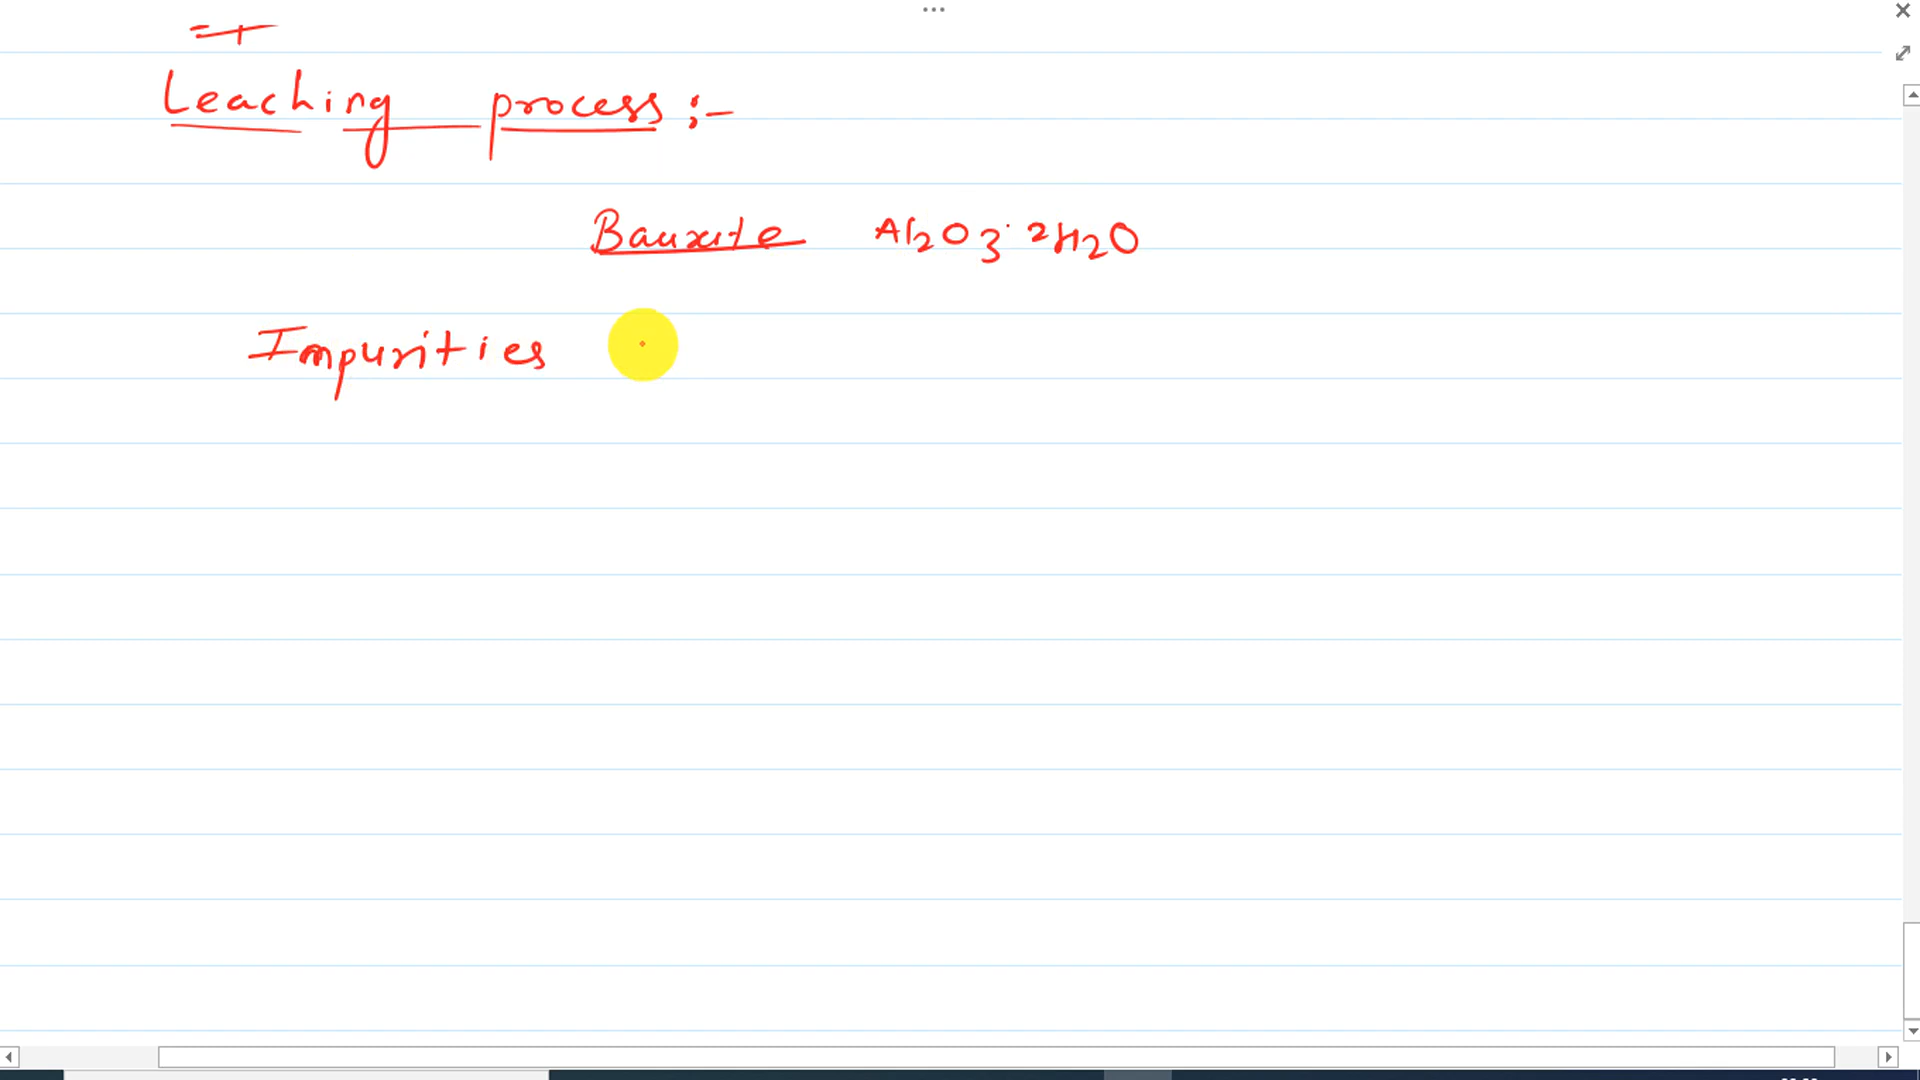 Leaching process :-
Bauxite Al2O3·2H2O
Impurities